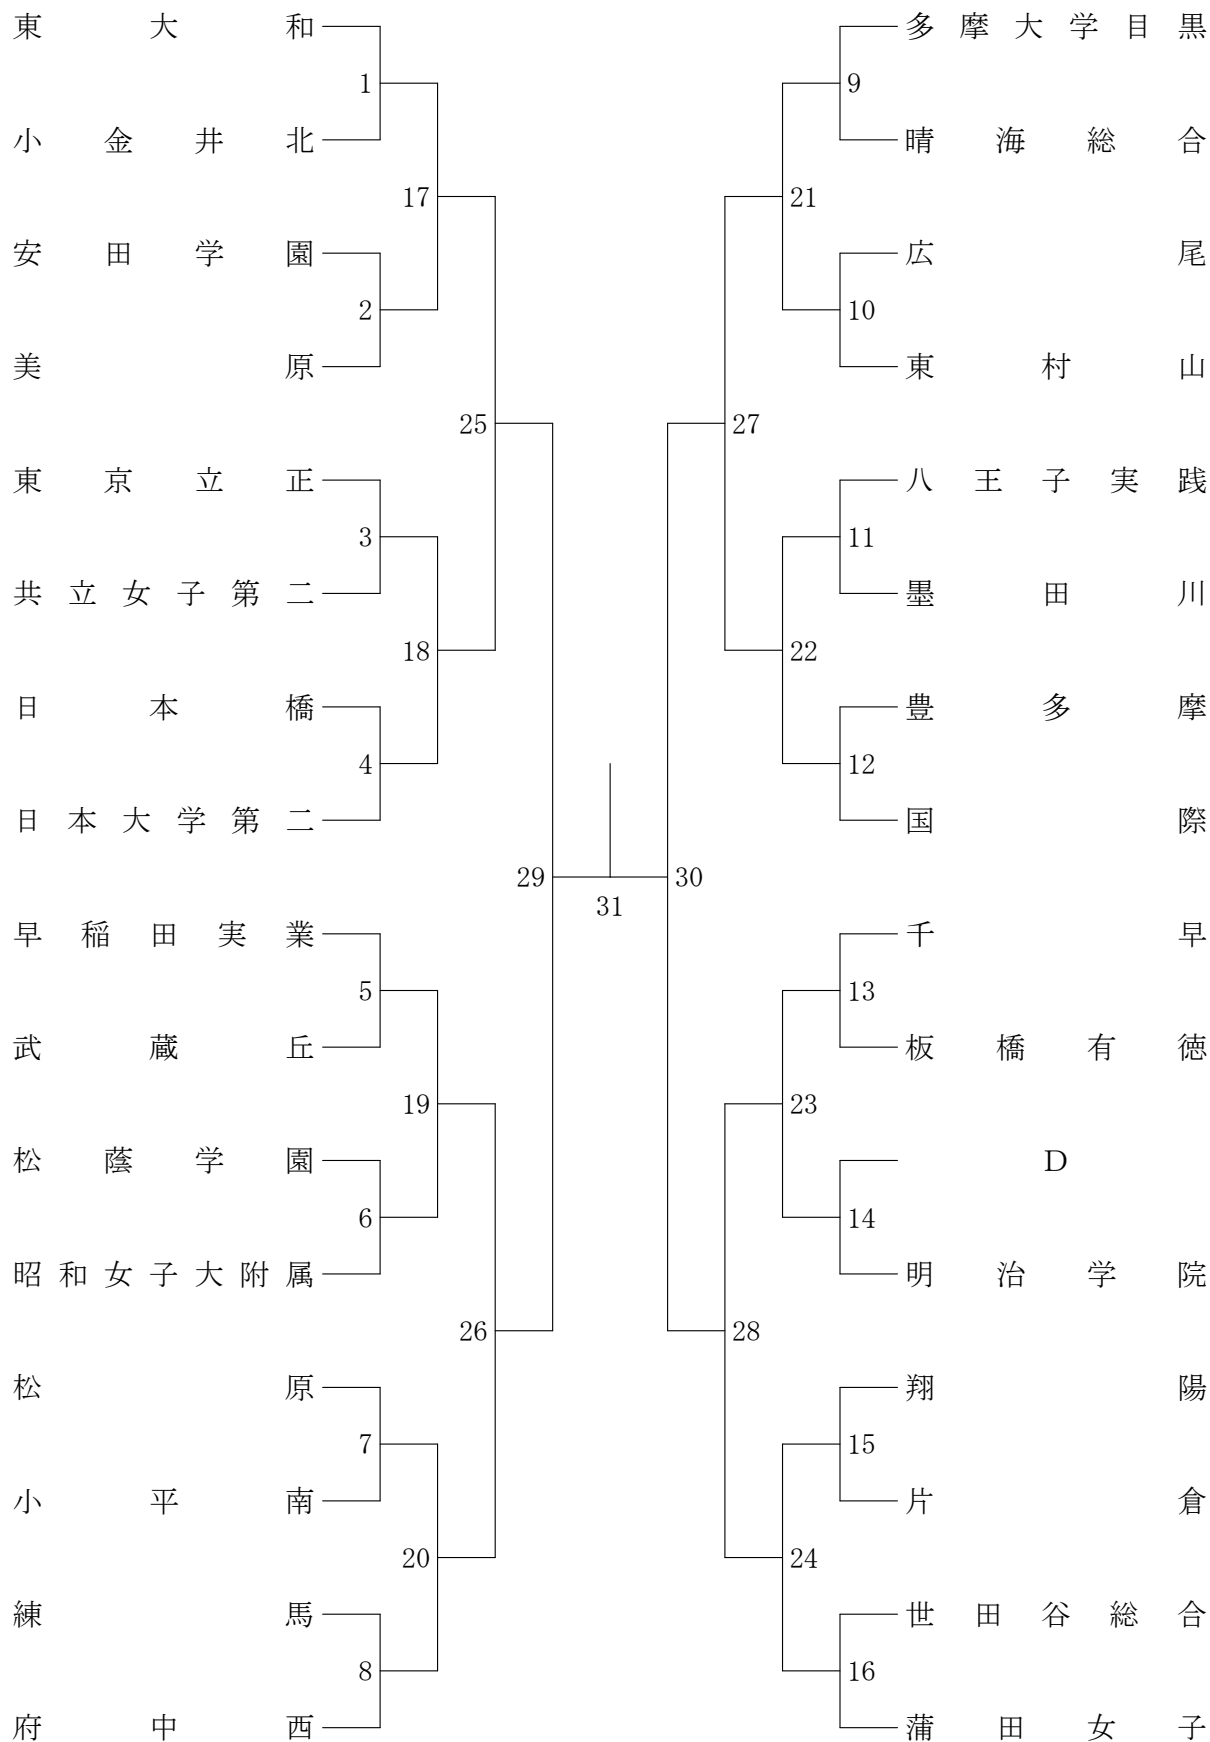 東大和
1
小金井北
17
安田学園
2
美原
25
東京立正
3
共立女子第二
18
日本橋
4
日本大学第二
29
早稲田実業
5
武蔵丘
19
松蔭学園
6
昭和女子大附属
26
松原
7
小平南
20
練馬
8
府中西
31
多摩大学目黒
9
晴海総合
21
広尾
10
東村山
27
八王子実践
11
墨田川
22
豊多摩
12
国際
30
千早
13
板橋有徳
23
D
14
明治学院
28
翔陽
15
片倉
24
世田谷総合
16
蒲田女子